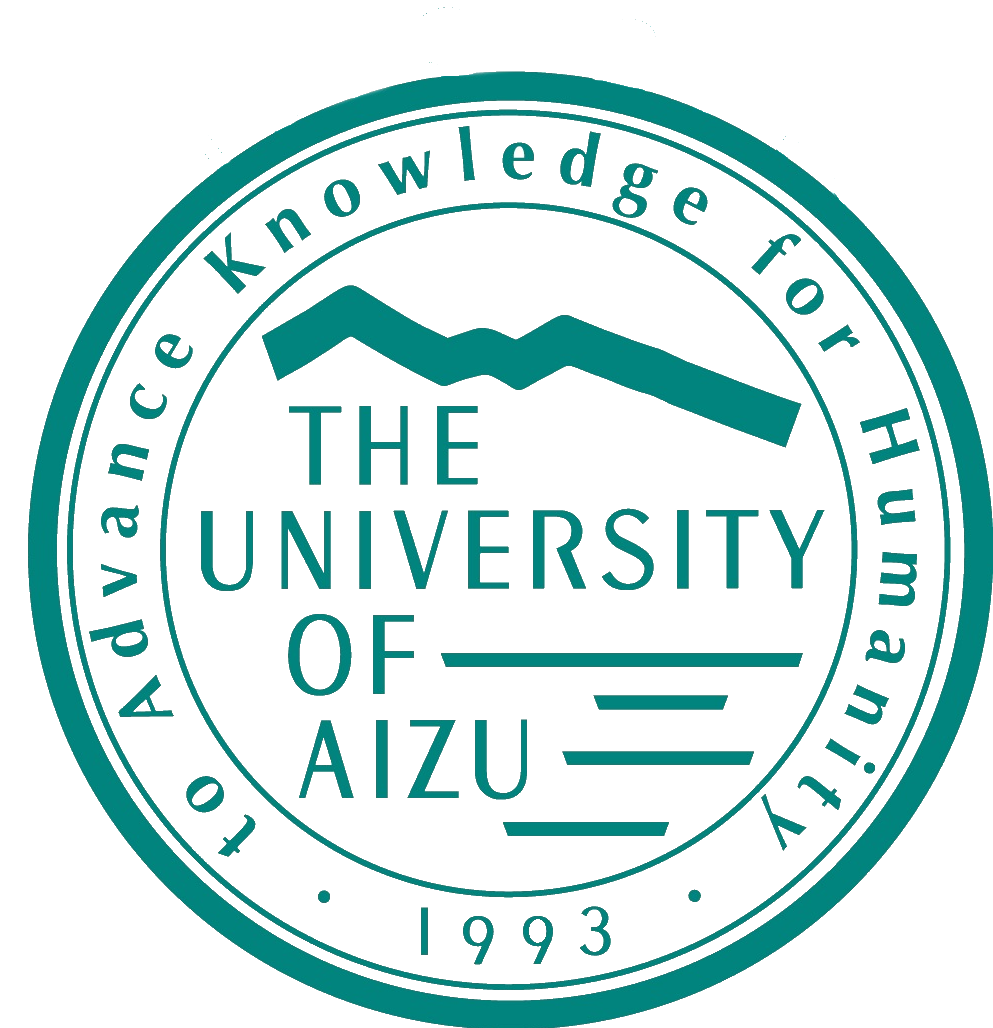 to Advance Knowledge for Humanity
THE
UNIVERSITY
OF
AIZU
• 1993 •